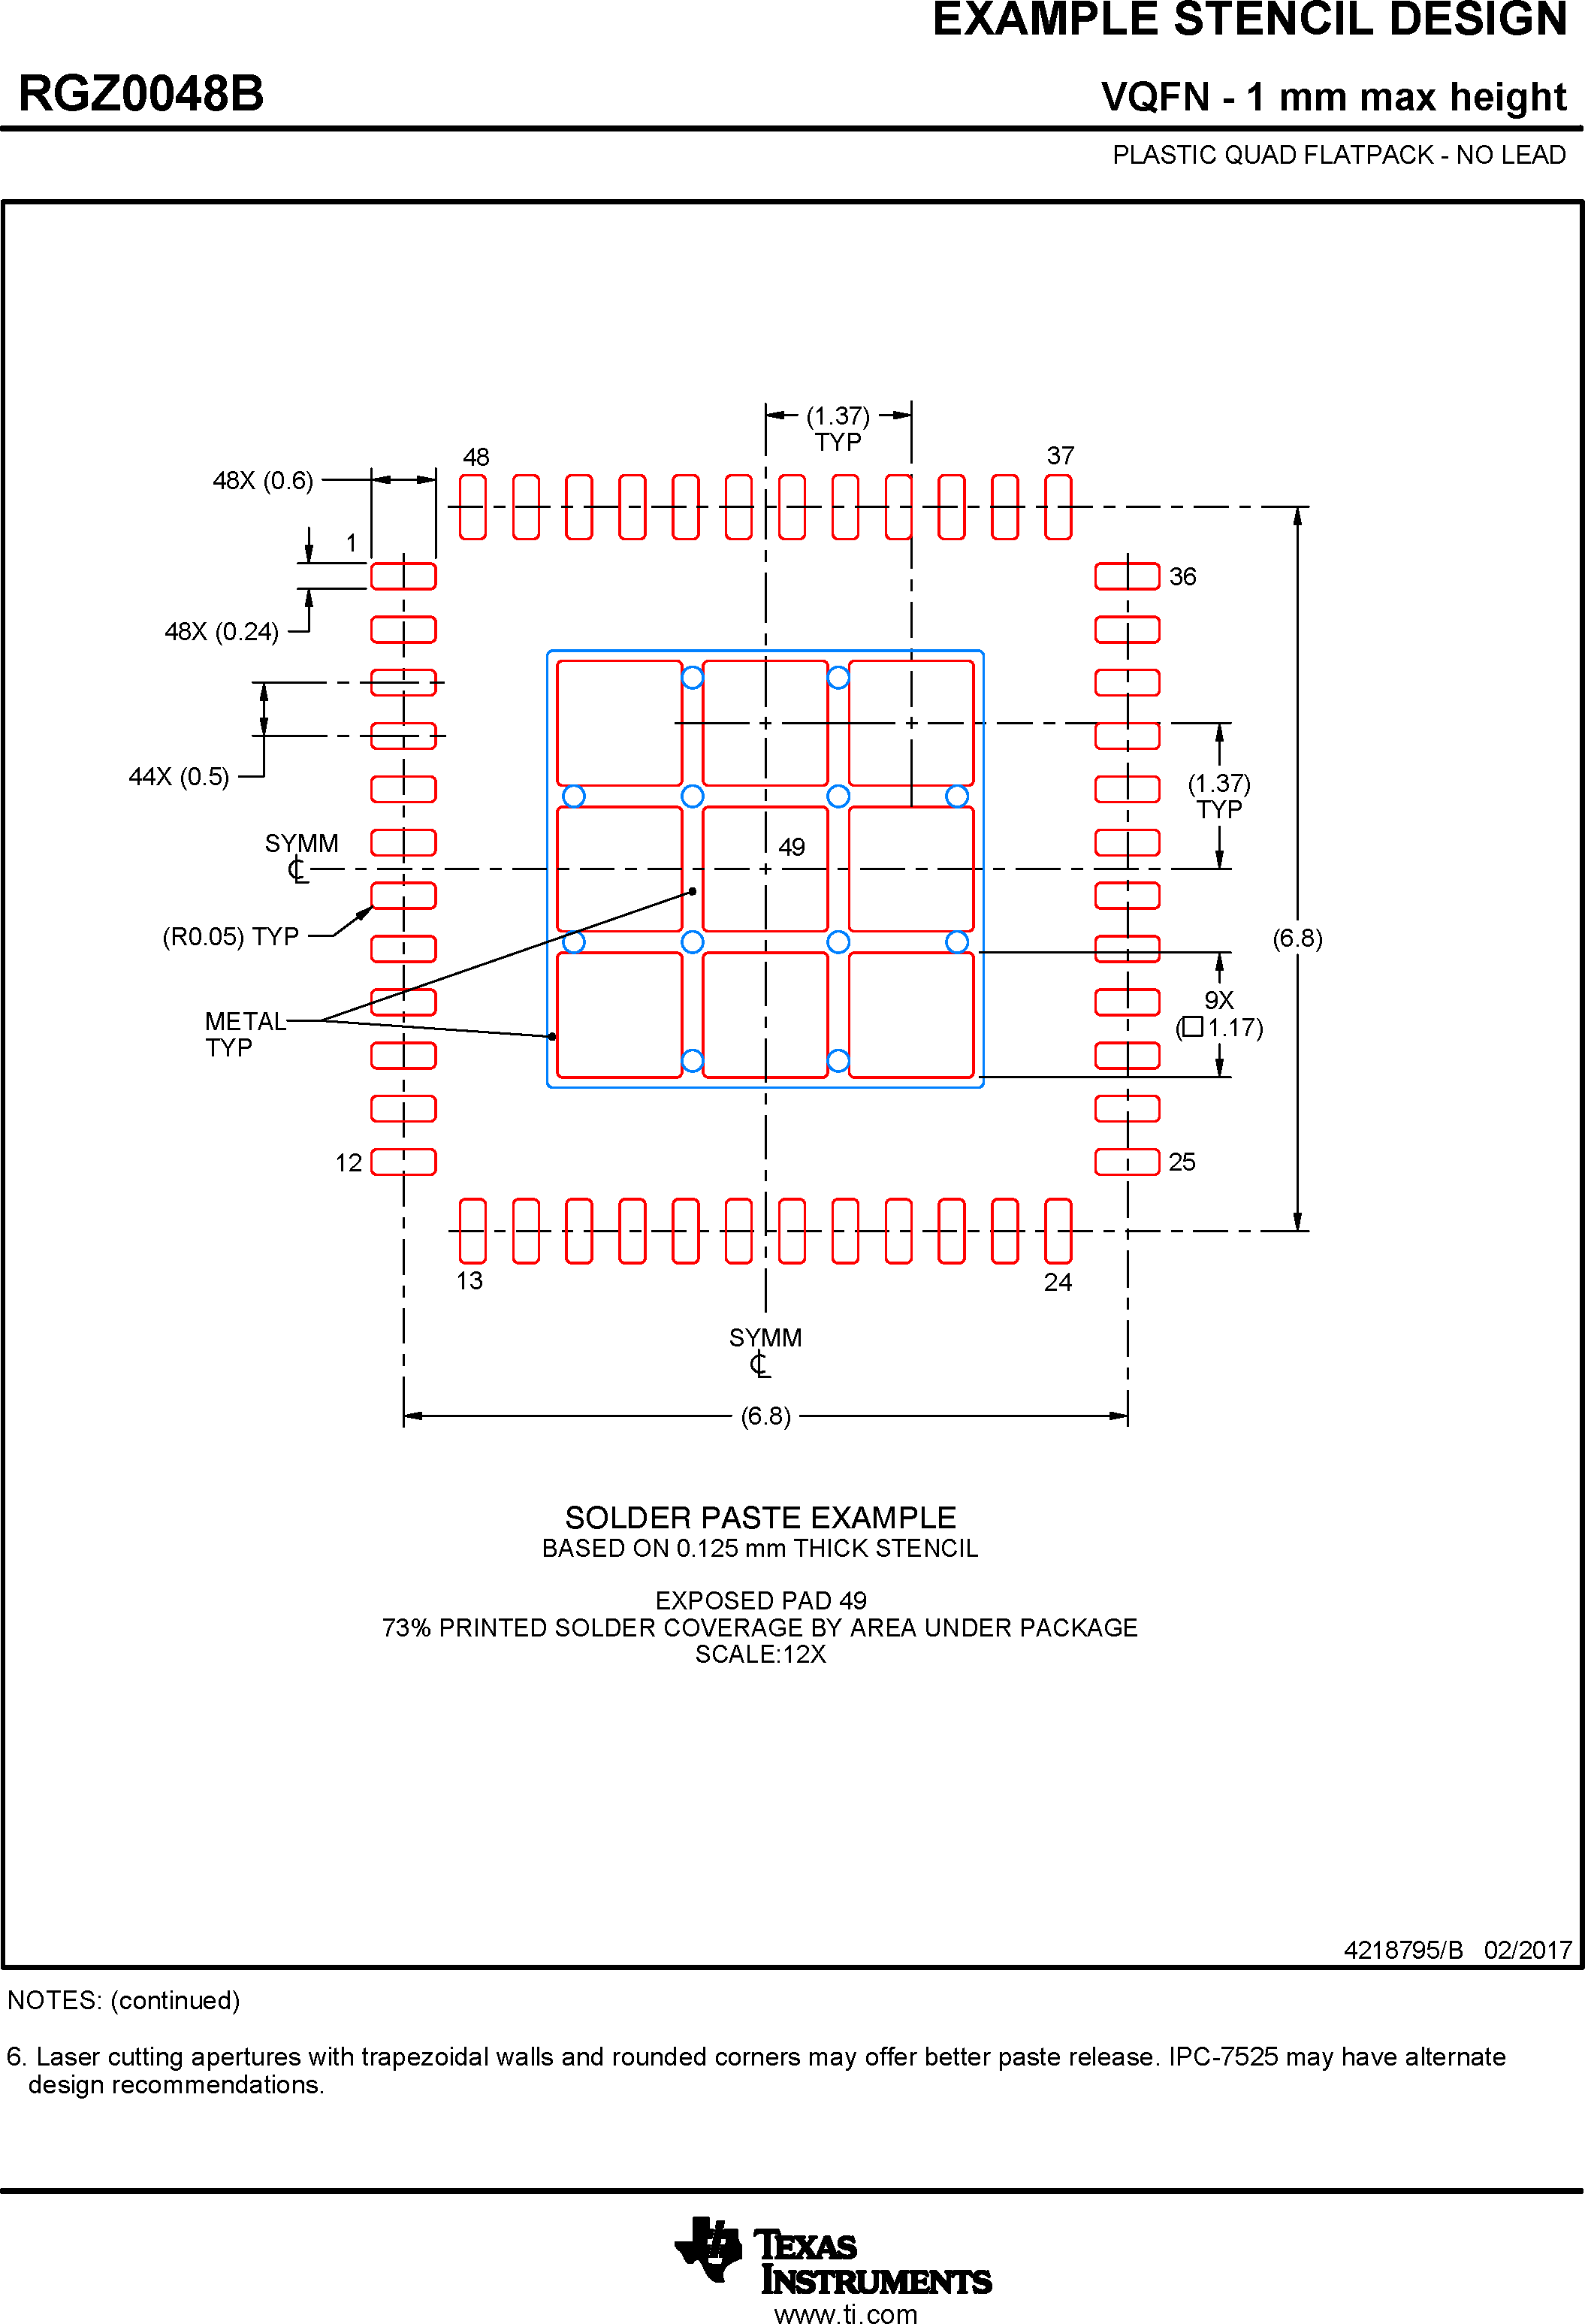 EXAMPLE STENCIL DESIGN
RGZ0048B
VQFN - 1 mm max height
PLASTIC QUAD FLATPACK - NO LEAD
(1.37)
TYP
48
37
48X (0.6)
1
36
48X (0.24)
44X (0.5)
(1.37)
TYP
SYMM
℄
49
(R0.05) TYP
(6.8)
9X
(□ 1.17)
METAL
TYP
12
25
13
24
SYMM
℄
(6.8)
SOLDER PASTE EXAMPLE
BASED ON 0.125 mm THICK STENCIL
EXPOSED PAD 49
73% PRINTED SOLDER COVERAGE BY AREA UNDER PACKAGE
SCALE:12X
4218795/B 02/2017
NOTES: (continued)
6. Laser cutting apertures with trapezoidal walls and rounded corners may offer better paste release. IPC-7525 may have alternate
design recommendations.
TEXAS
INSTRUMENTS
www.ti.com